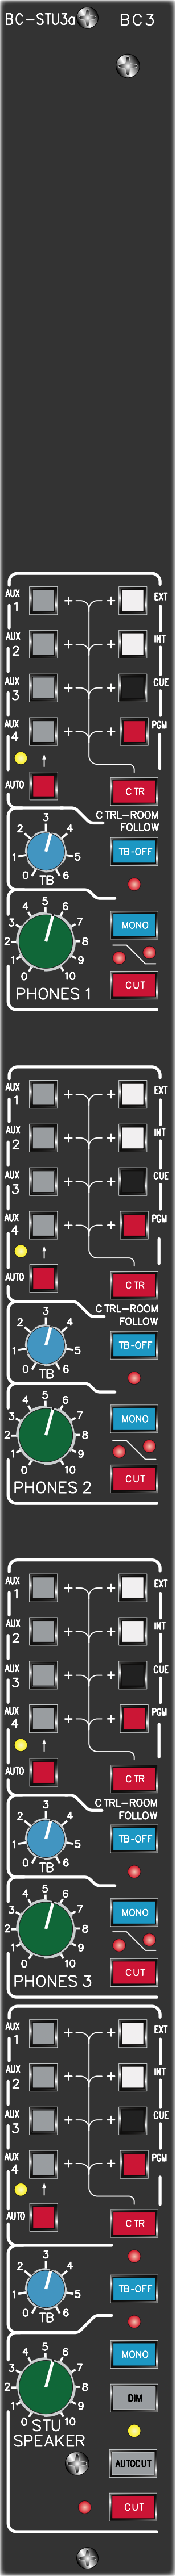 BC-STU3a BC3
AUX 1 + + EXT
AUX 2 + + INT
AUX 3 + + CUE
AUX 4 + + PGM
AUTO CTR
CTRL-ROOM
FOLLOW
0 1 2 3 4 5 6 TB TB-OFF
0 1 2 3 4 5 6 7 8 9 10 MONO
PHONES 1 CUT
AUX 1 + + EXT
AUX 2 + + INT
AUX 3 + + CUE
AUX 4 + + PGM
AUTO CTR
CTRL-ROOM
FOLLOW
0 1 2 3 4 5 6 TB TB-OFF
0 1 2 3 4 5 6 7 8 9 10 MONO
PHONES 2 CUT
AUX 1 + + EXT
AUX 2 + + INT
AUX 3 + + CUE
AUX 4 + + PGM
AUTO CTR
CTRL-ROOM
FOLLOW
0 1 2 3 4 5 6 TB TB-OFF
0 1 2 3 4 5 6 7 8 9 10 MONO
PHONES 3 CUT
AUX 1 + + EXT
AUX 2 + + INT
AUX 3 + + CUE
AUX 4 + + PGM
AUTO CTR
0 1 2 3 4 5 6 TB TB-OFF
MONO
0 1 2 3 4 5 6 7 8 9 10 DIM
STU
SPEAKER
AUTOCUT
CUT